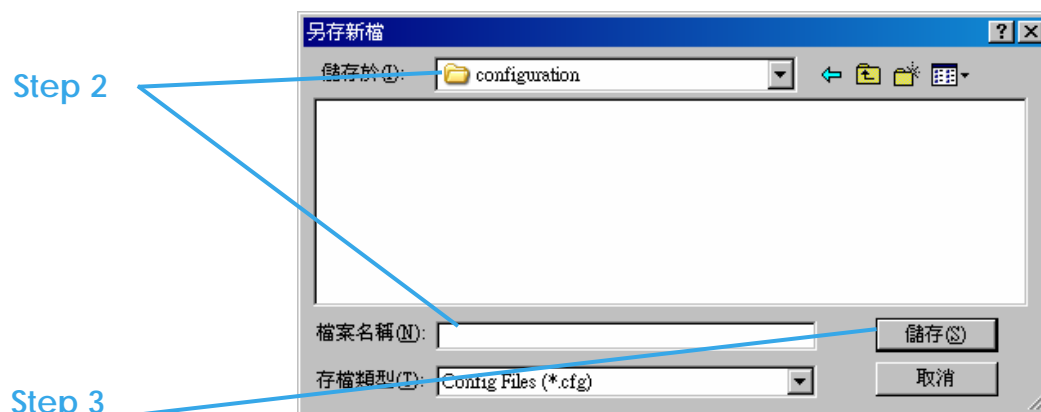 另存新檔
Step 2
儲存於(I): configuration
檔案名稱(N):
儲存(S)
存檔類型(T): Config Files (*.cfg)
取消
Step 3